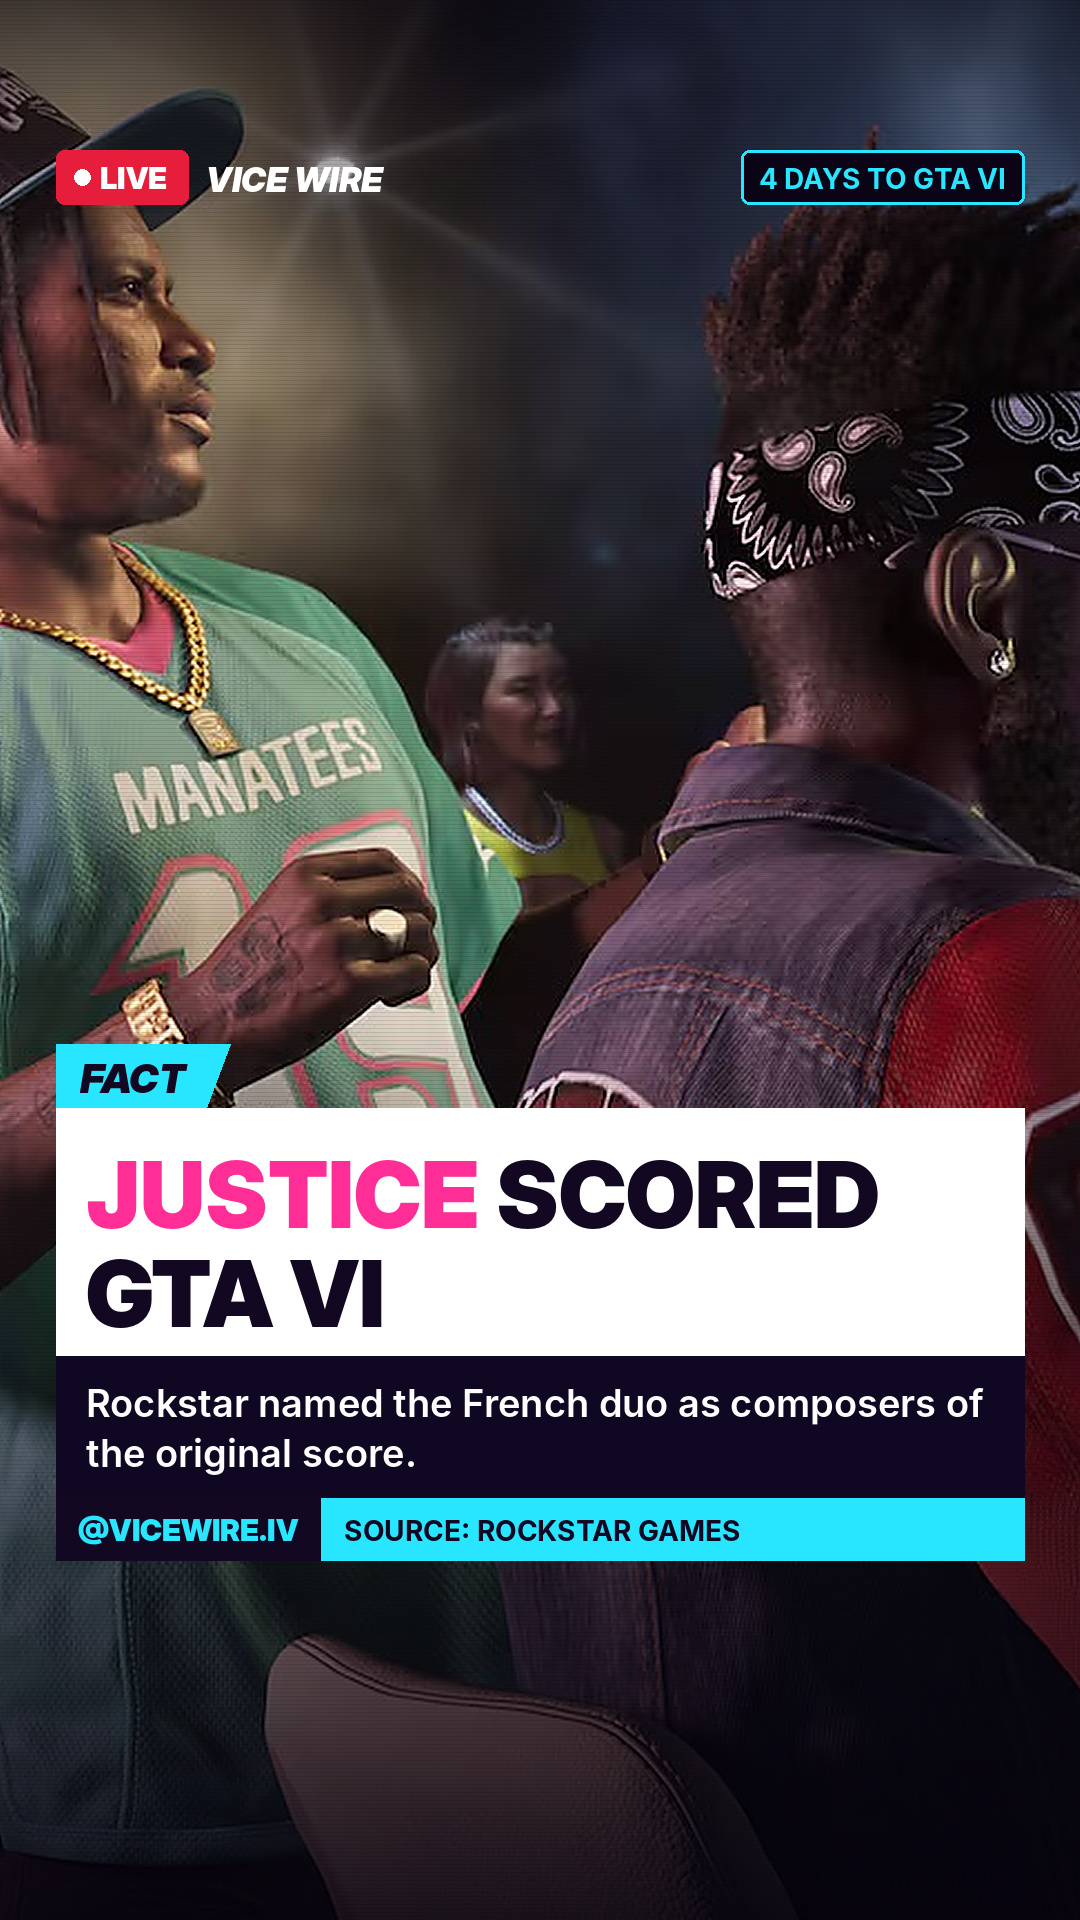 LIVE VICE WIRE
4 DAYS TO GTA VI
MANATEES
FACT
JUSTICE SCORED
GTA VI
Rockstar named the French duo as composers of
the original score.
@VICEWIRE.IV
SOURCE: ROCKSTAR GAMES